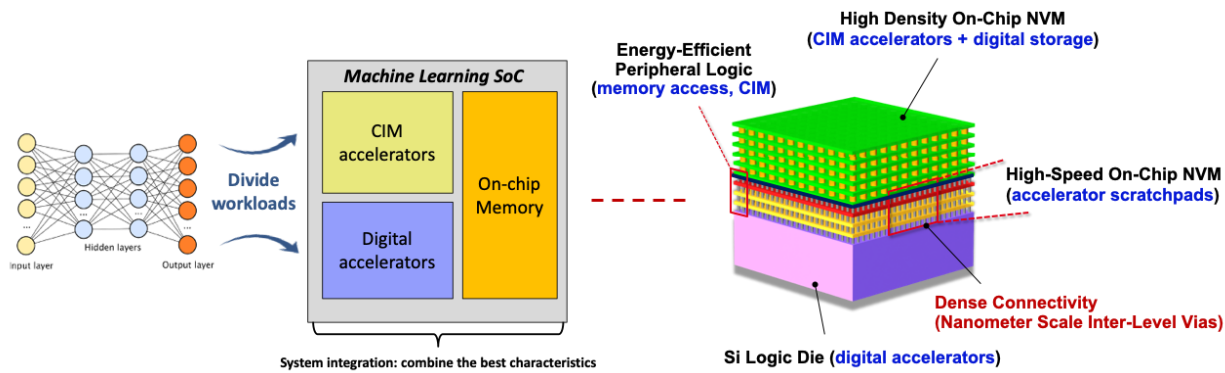 Input layer
...
Hidden layers
...
...
...
Output layer
Divide
workloads
Machine Learning SoC
CIM
accelerators
Digital
accelerators
On-chip
Memory
System integration: combine the best characteristics
Energy-Efficient
Peripheral Logic
(memory access, CIM)
High Density On-Chip NVM
(CIM accelerators + digital storage)
High-Speed On-Chip NVM
(accelerator scratchpads)
Dense Connectivity
(Nanometer Scale Inter-Level Vias)
Si Logic Die (digital accelerators)